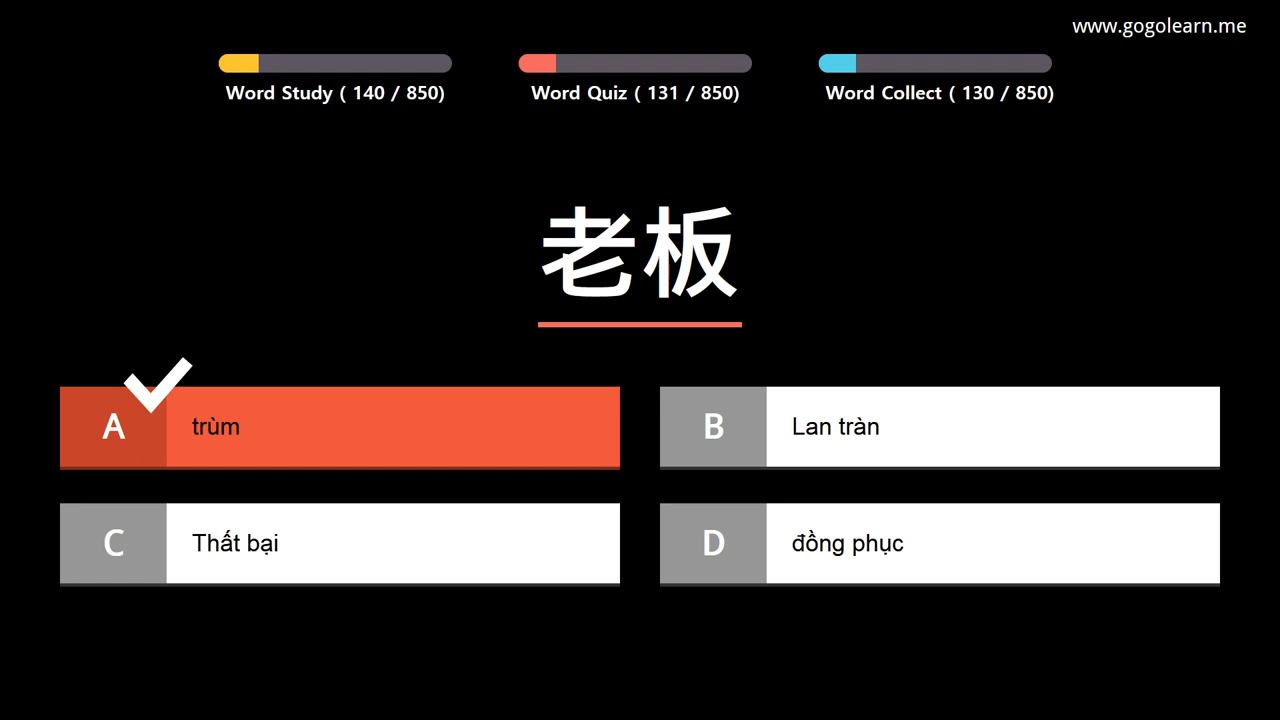 www.gogolearn.me
Word Study ( 140 / 850)
Word Quiz ( 131 / 850)
Word Collect ( 130 / 850)
老板
A trùm
B Lan tràn
C Thất bại
D đồng phục